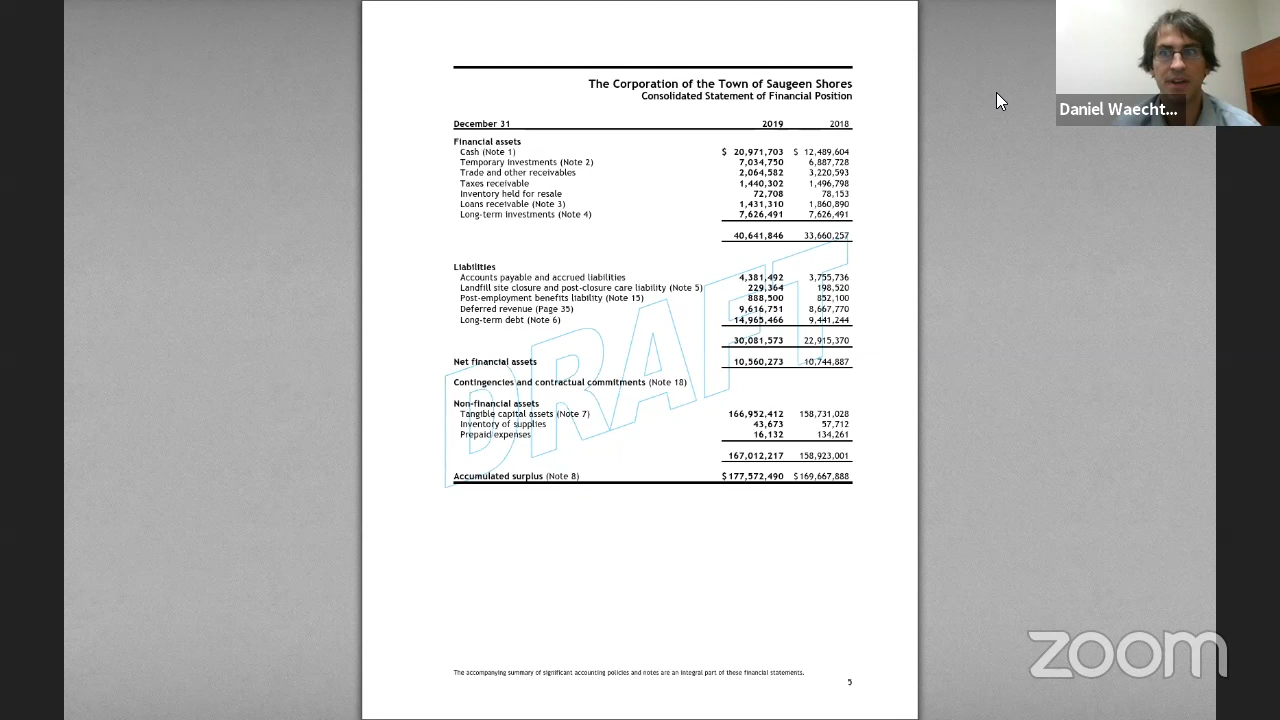 The Corporation of the Town of Saugeen Shores
Consolidated Statement of Financial Position
December 31 2019 2018
Financial assets
Cash (Note 1) $ 20,971,703 $ 12,489,604
Temporary Investments (Note 2) 7,034,750 6,887,728
Trade and other receivables 2,064,582 3,220,593
Taxes receivable 1,440,302 1,496,798
Inventory held for resale 72,708 78,153
Loans receivable (Note 3) 1,431,310 1,860,890
Long-term investments (Note 4) 7,626,491 7,626,491
40,641,846 33,660,257
Liabilities
Accounts payable and accrued liabilities 4,381,492 3,755,736
Landfill site closure and post-closure care liability (Note 5) 229,364 198,520
Post-employment benefits liability (Note 15) 888,500 852,100
Deferred revenue (Page 35) 9,616,751 8,667,770
Long-term debt (Note 6) 14,965,466 9,441,244
30,081,573 22,915,370
Net financial assets 10,560,273 10,744,887
Contingencies and contractual commitments (Note 18)
Non-financial assets
Tangible capital assets (Note 7) 166,952,412 158,731,028
Inventory of supplies 43,673 57,712
Prepaid expenses 16,132 134,261
167,012,217 158,923,001
Accumulated surplus (Note 8) $ 177,572,490 $ 169,667,888
DRAFT
The accompanying summary of significant accounting policies and notes are an integral part of these financial statements.
5
Daniel Waecht...
zoom